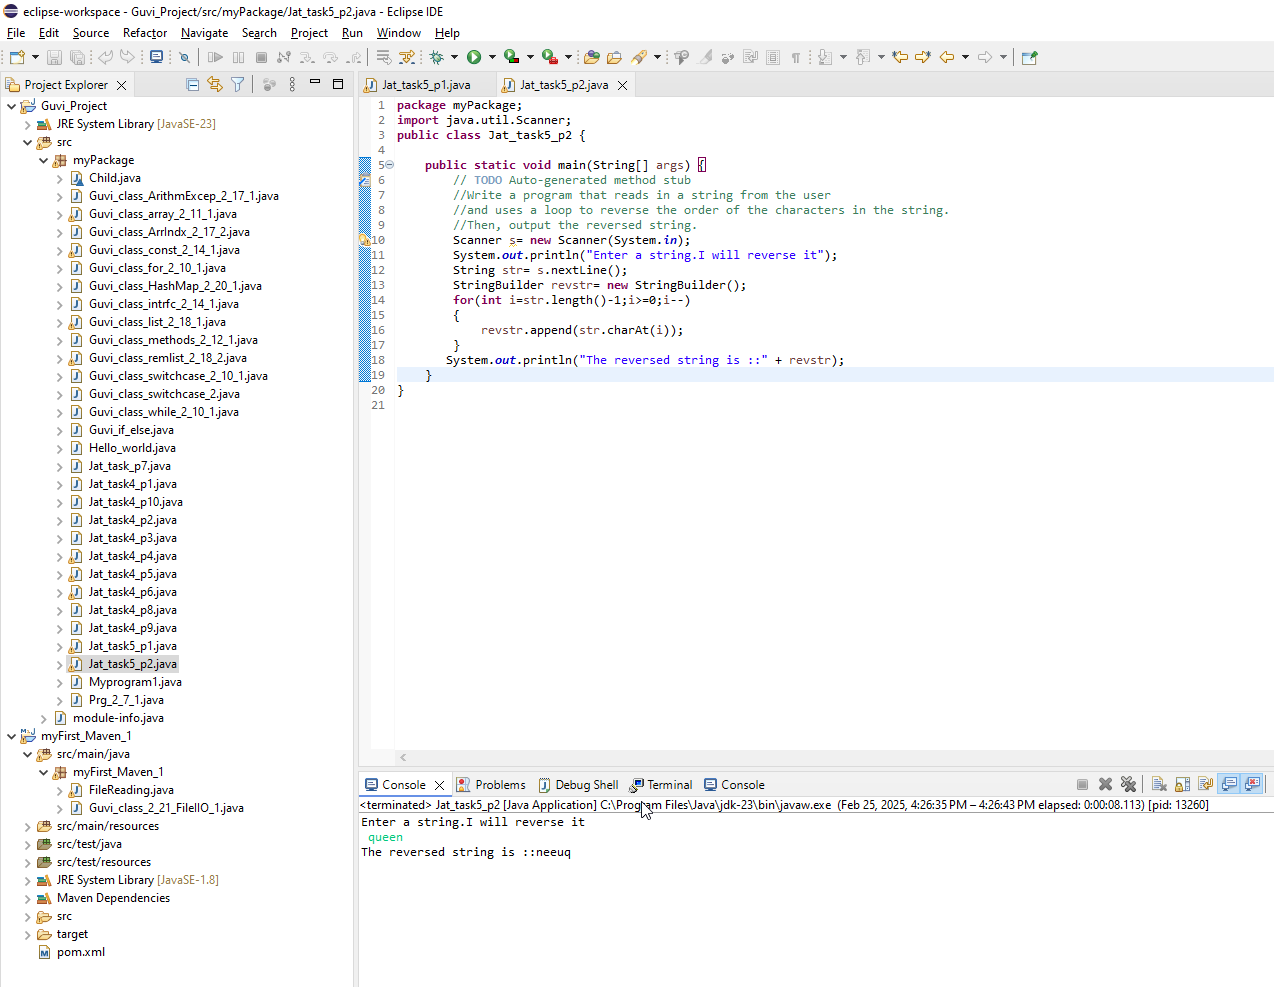 eclipse-workspace - Guvi_Project/src/myPackage/Jat_task5_p2.java - Eclipse IDE
File Edit Source Refactor Navigate Search Project Run Window Help
Project Explorer
Guvi_Project
JRE System Library [JavaSE-23]
src
myPackage
Child.java
Guvi_class_ArithmExcep_2_17_1.java
Guvi_class_array_2_11_1.java
Guvi_class_ArrIndx_2_17_2.java
Guvi_class_const_2_14_1.java
Guvi_class_for_2_10_1.java
Guvi_class_HashMap_2_20_1.java
Guvi_class_intrfc_2_14_1.java
Guvi_class_list_2_18_1.java
Guvi_class_methods_2_12_1.java
Guvi_class_remlist_2_18_2.java
Guvi_class_switchcase_2_10_1.java
Guvi_class_switchcase_2.java
Guvi_class_while_2_10_1.java
Guvi_if_else.java
Hello_world.java
Jat_task_p7.java
Jat_task4_p1.java
Jat_task4_p10.java
Jat_task4_p2.java
Jat_task4_p3.java
Jat_task4_p4.java
Jat_task4_p5.java
Jat_task4_p6.java
Jat_task4_p8.java
Jat_task4_p9.java
Jat_task5_p1.java
Jat_task5_p2.java
Myprogram1.java
Prg_2_7_1.java
module-info.java
myFirst_Maven_1
src/main/java
myFirst_Maven_1
FileReading.java
Guvi_class_2_21_FileIO_1.java
src/main/resources
src/test/java
src/test/resources
JRE System Library [JavaSE-1.8]
Maven Dependencies
src
target
pom.xml
Jat_task5_p1.java Jat_task5_p2.java
1 package myPackage;
2 import java.util.Scanner;
3 public class Jat_task5_p2 {
4
5 public static void main(String[] args) {
6 // TODO Auto-generated method stub
7 //Write a program that reads in a string from the user
8 //and uses a loop to reverse the order of the characters in the string.
9 //Then, output the reversed string.
10 Scanner s= new Scanner(System.in);
11 System.out.println("Enter a string.I will reverse it");
12 String str= s.nextLine();
13 StringBuilder revstr= new StringBuilder();
14 for(int i=str.length()-1;i>=0;i--)
15 {
16 revstr.append(str.charAt(i));
17 }
18 System.out.println("The reversed string is ::" + revstr);
19 }
20 }
21
Console Problems Debug Shell Terminal Console
<terminated> Jat_task5_p2 [Java Application] C:\Program Files\Java\jdk-23\bin\javaw.exe (Feb 25, 2025, 4:26:35 PM – 4:26:43 PM elapsed: 0:00:08.113) [pid: 13260]
Enter a string.I will reverse it
queen
The reversed string is ::neeuq